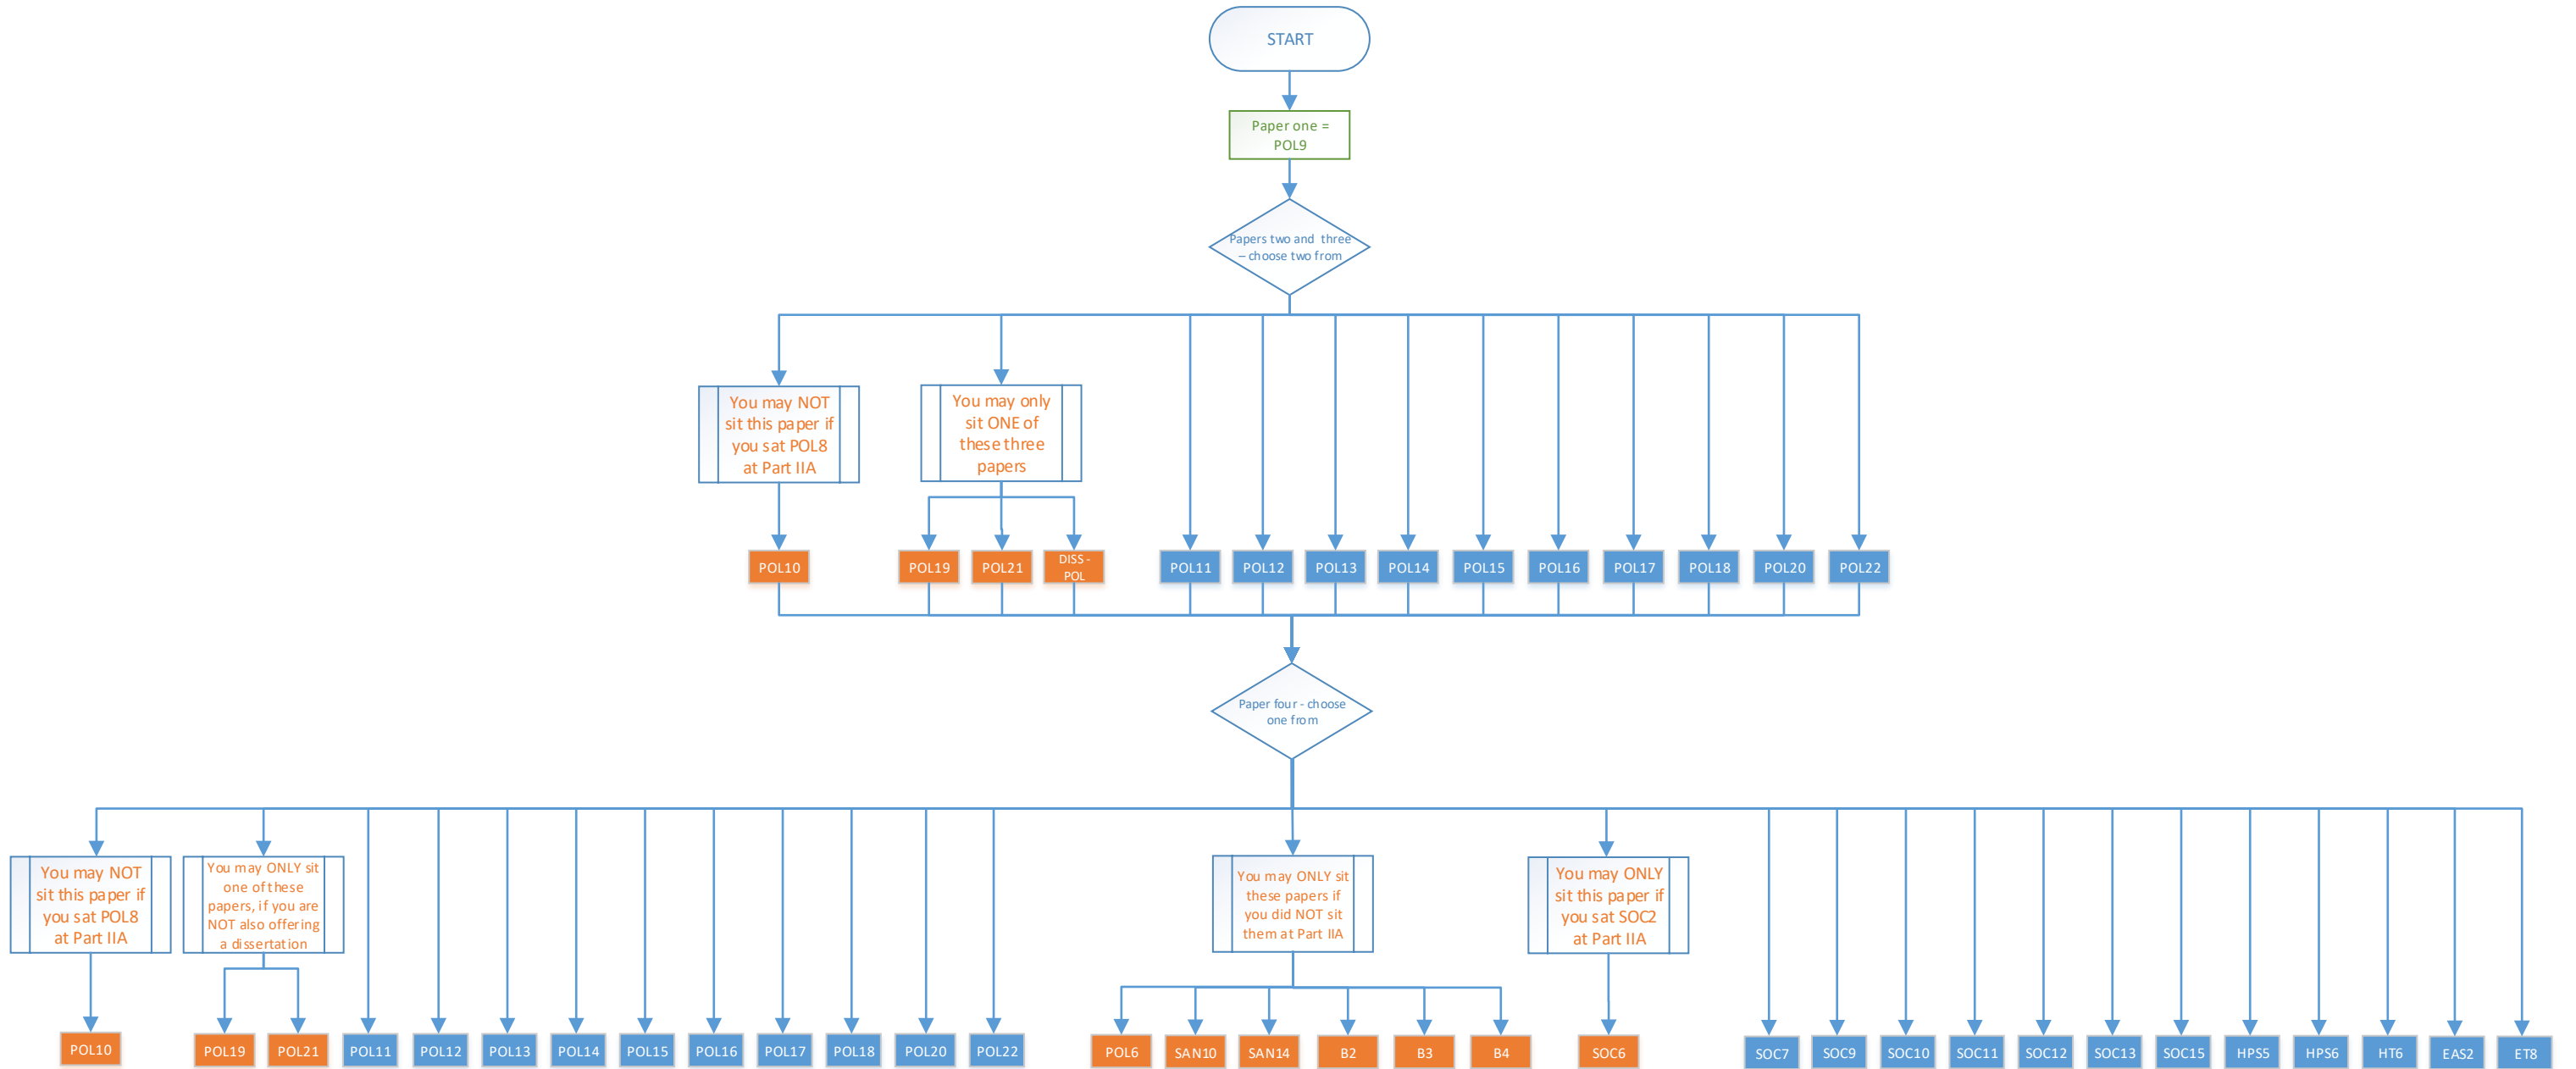 START
Paper one =
POL9
Papers two and three
– choose two from
You may NOT
sit this paper if
you sat POL8
at Part IIA
You may only
sit ONE of
these three
papers
POL10
POL19
POL21
DISS -
POL
POL11
POL12
POL13
POL14
POL15
POL16
POL17
POL18
POL20
POL22
Paper four - choose
one from
You may NOT
sit this paper if
you sat POL8
at Part IIA
You may ONLY sit
one of these
papers, if you are
NOT also offering
a dissertation
You may ONLY sit
these papers if
you did NOT sit
them at Part IIA
You may ONLY
sit this paper if
you sat SOC2
at Part IIA
POL10
POL19
POL21
POL11
POL12
POL13
POL14
POL15
POL16
POL17
POL18
POL20
POL22
POL6
SAN10
SAN14
B2
B3
B4
SOC6
SOC7
SOC9
SOC10
SOC11
SOC12
SOC13
SOC15
HPS5
HPS6
HT6
EAS2
ET8